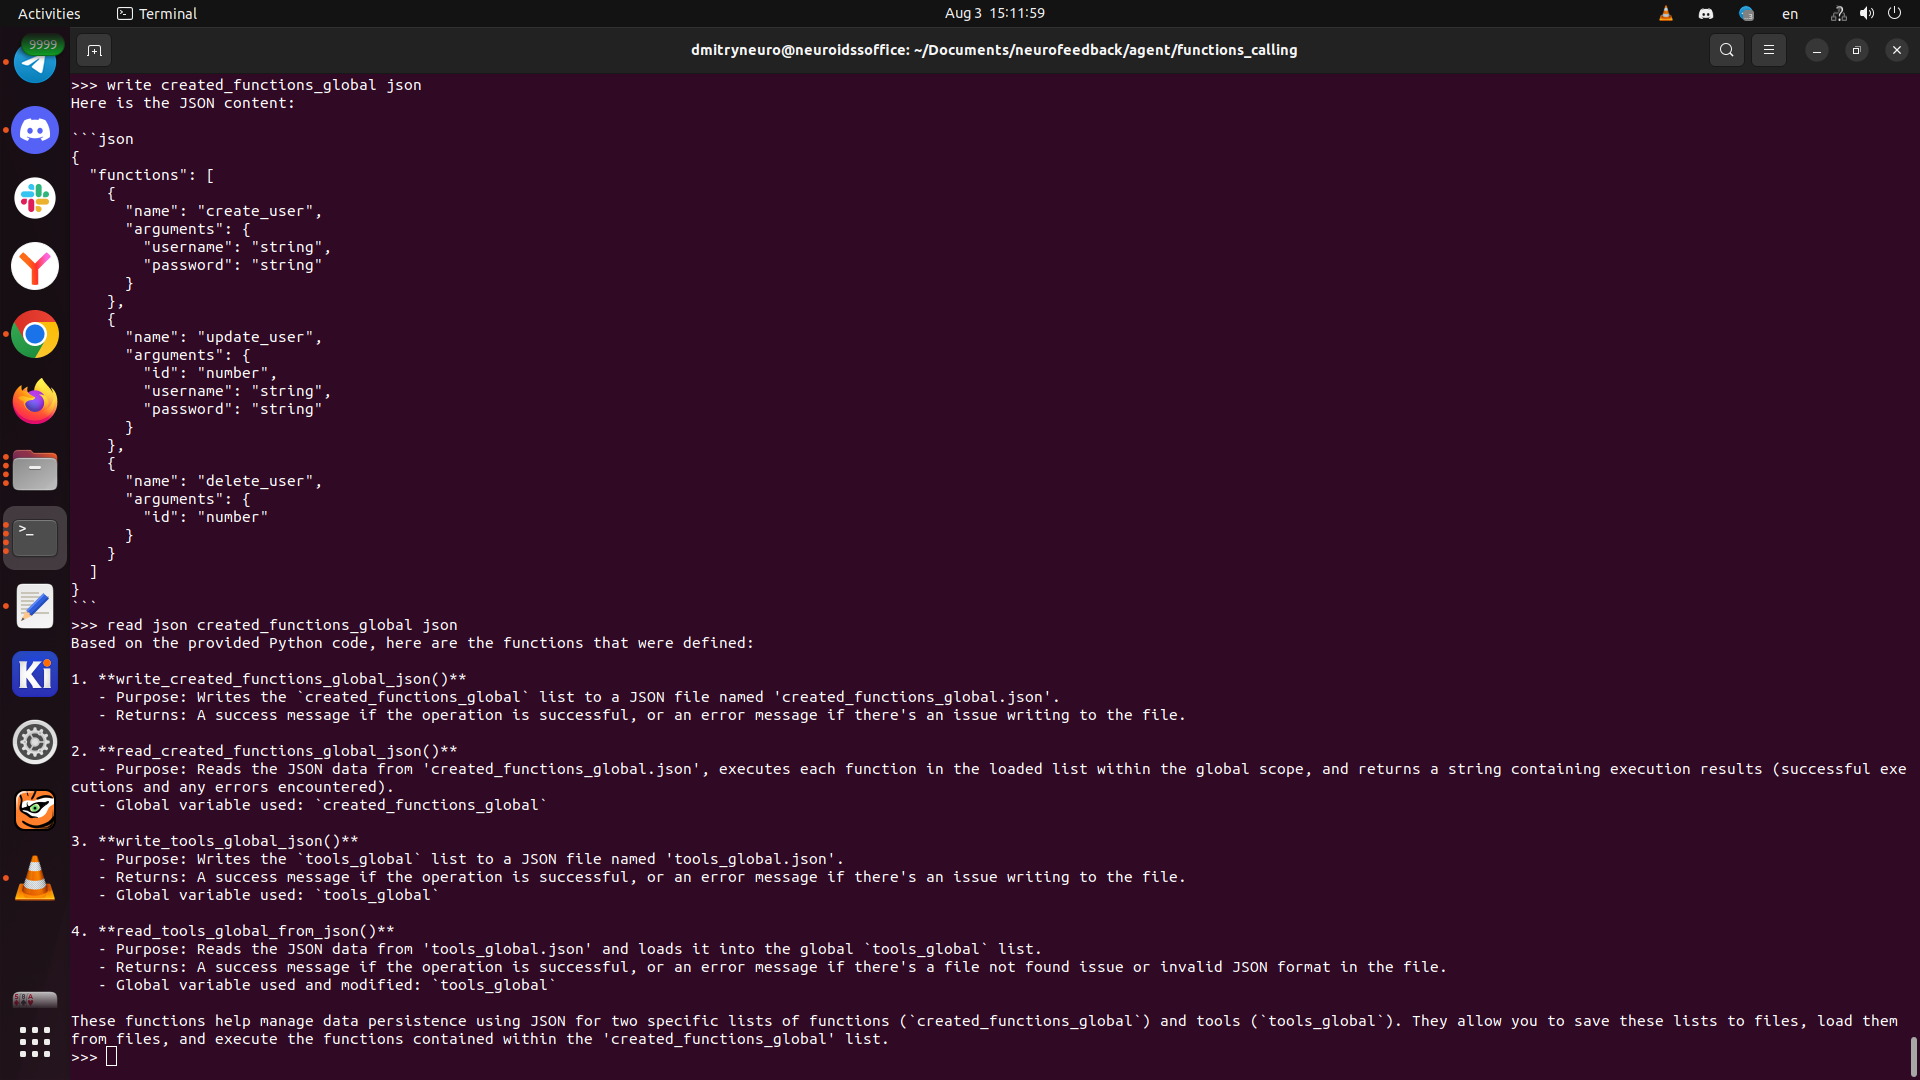 Activities
Terminal
Aug 3 15:11:59
en
9999
dmitryneuro@neuroidssoffice: ~/Documents/neurofeedback/agent/functions_calling
>>> write created_functions_global json
Here is the JSON content:
```json
{
  "functions": [
    {
      "name": "create_user",
      "arguments": {
        "username": "string",
        "password": "string"
      }
    },
    {
      "name": "update_user",
      "arguments": {
        "id": "number",
        "username": "string",
        "password": "string"
      }
    },
    {
      "name": "delete_user",
      "arguments": {
        "id": "number"
      }
    }
  ]
}
```
>>> read json created_functions_global json
Based on the provided Python code, here are the functions that were defined:
1. **write_created_functions_global_json()**
   - Purpose: Writes the `created_functions_global` list to a JSON file named 'created_functions_global.json'.
   - Returns: A success message if the operation is successful, or an error message if there's an issue writing to the file.
2. **read_created_functions_global_json()**
   - Purpose: Reads the JSON data from 'created_functions_global.json', executes each function in the loaded list within the global scope, and returns a string containing execution results (successful exe
cutions and any errors encountered).
   - Global variable used: `created_functions_global`
3. **write_tools_global_json()**
   - Purpose: Writes the `tools_global` list to a JSON file named 'tools_global.json'.
   - Returns: A success message if the operation is successful, or an error message if there's an issue writing to the file.
   - Global variable used: `tools_global`
4. **read_tools_global_from_json()**
   - Purpose: Reads the JSON data from 'tools_global.json' and loads it into the global `tools_global` list.
   - Returns: A success message if the operation is successful, or an error message if there's a file not found issue or invalid JSON format in the file.
   - Global variable used and modified: `tools_global`
These functions help manage data persistence using JSON for two specific lists of functions (`created_functions_global`) and tools (`tools_global`). They allow you to save these lists to files, load them
from files, and execute the functions contained within the 'created_functions_global' list.
>>>
Ki